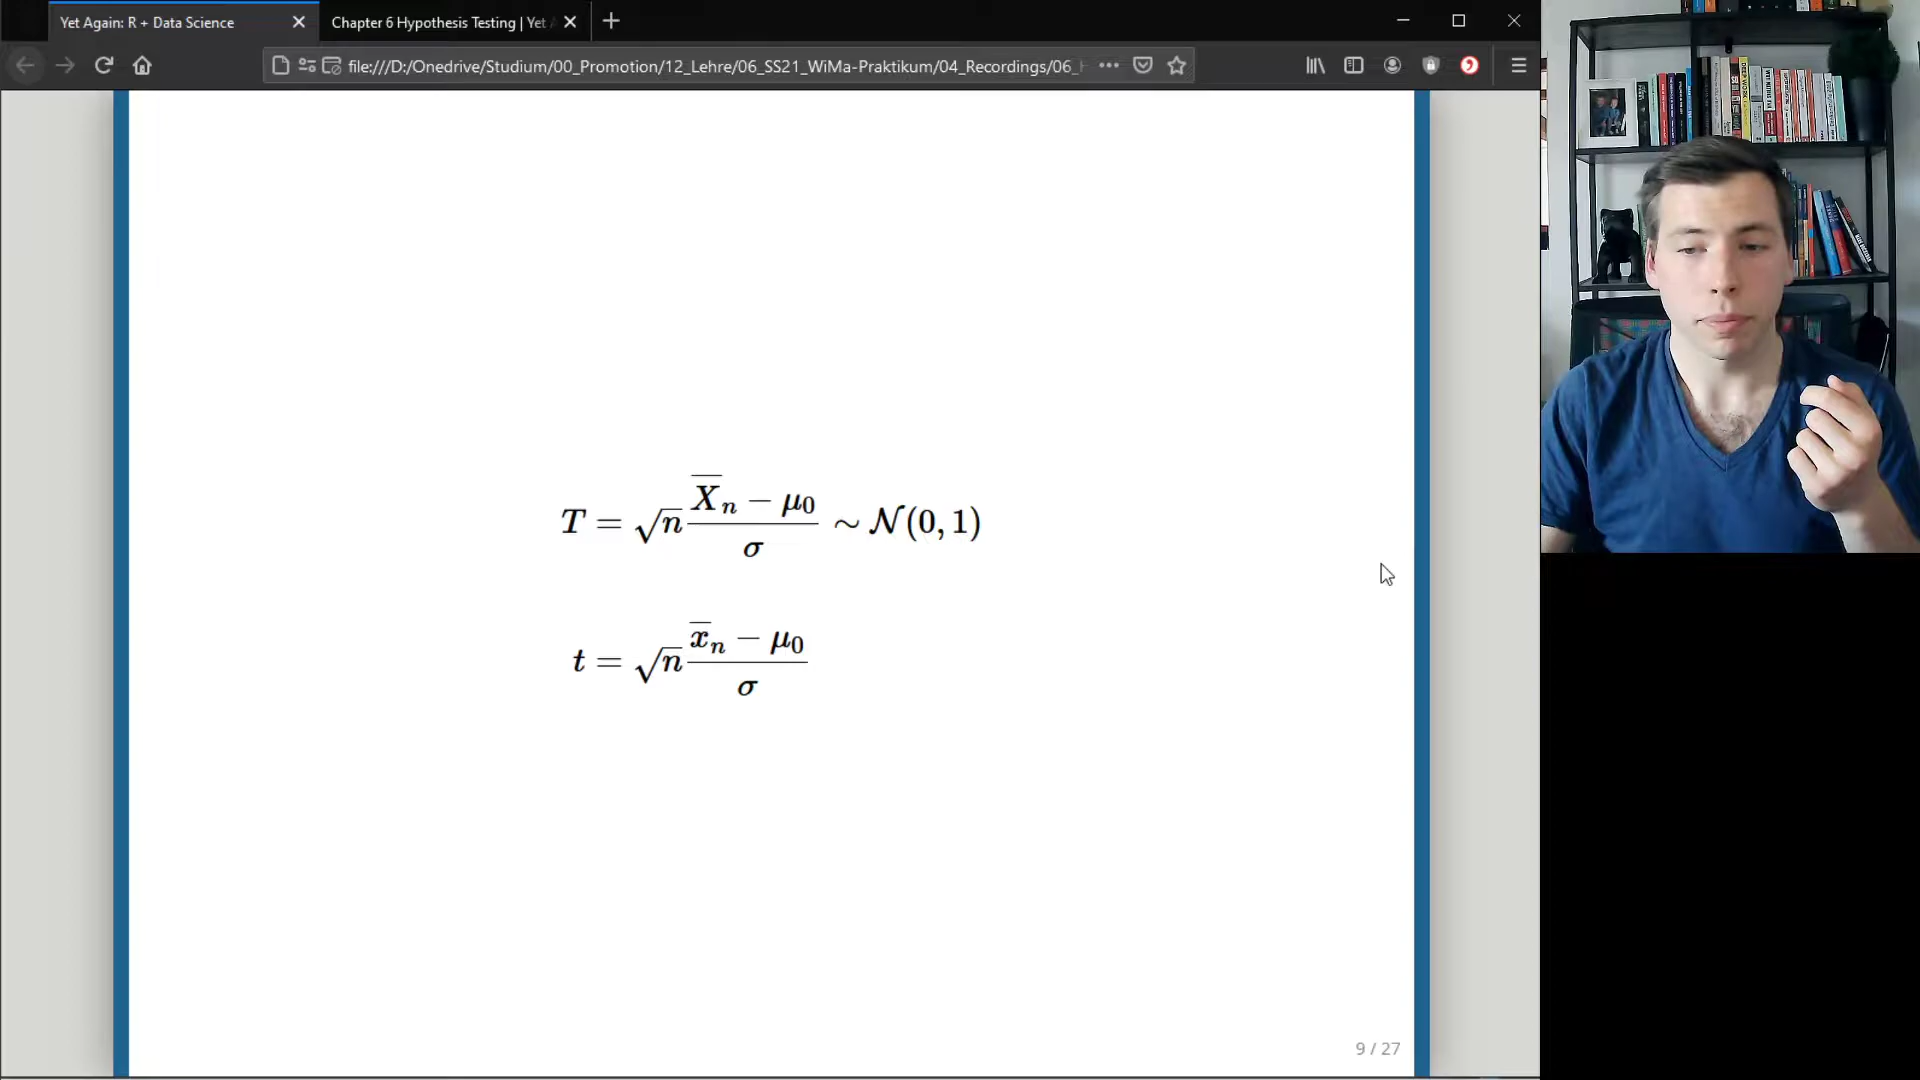 Yet Again: R + Data Science
Chapter 6 Hypothesis Testing | Yet A
file:///D:/Onedrive/Studium/00_Promotion/12_Lehre/06_SS21_WiMa-Praktikum/04_Recordings/06_H
T = √n (X̅ₙ − μ₀)/σ ∼ 𝒩(0, 1)
t = √n (x̅ₙ − μ₀)/σ
9 / 27